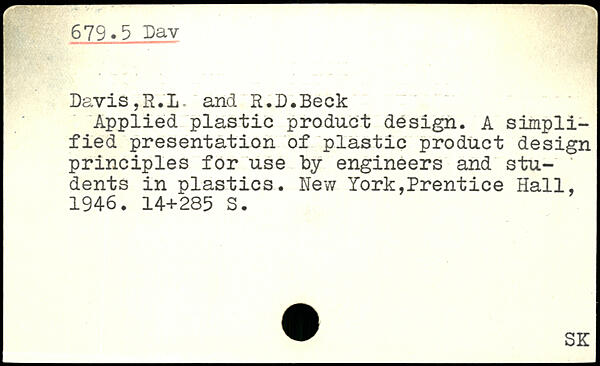 679.5 Dav
Davis,R.L. and R.D.Beck
Applied plastic product design. A simpli-
fied presentation of plastic product design
principles for use by engineers and stu-
dents in plastics. New York,Prentice Hall,
1946. 14+285 S.
SK